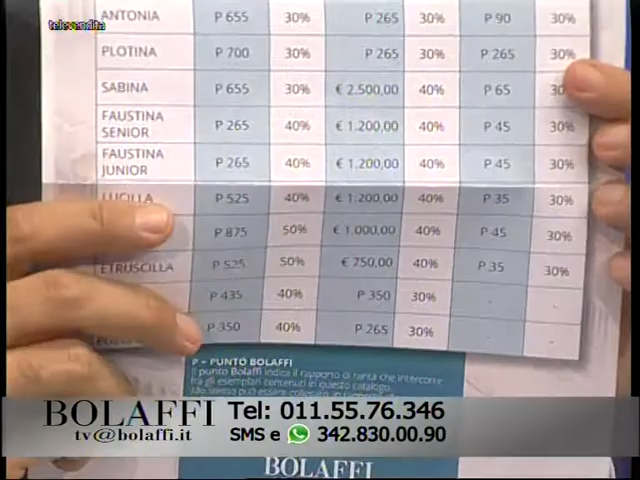 televendita
ANTONIA P 655 30% P 265 30% P 90 30%
PLOTINA P 700 30% P 265 30% P 265 30%
SABINA P 655 30% € 2.500,00 40% P 65 30%
FAUSTINA SENIOR P 265 40% € 1.200,00 40% P 45 30%
FAUSTINA JUNIOR P 265 40% € 1.200,00 40% P 45 30%
LUCILLA P 525 40% € 1.200,00 40% P 35 30%
P 875 50% € 1.000,00 40% P 45 30%
ETRUSCILLA P 525 50% € 750,00 40% P 35 30%
P 435 40% P 350 30% - -
P 350 40% P 265 30% - -
P = PUNTO BOLAFFI
Il punto Bolaffi indica il rapporto di rarità che intercorre
fra gli esemplari contenuti in questo catalogo.
BOLAFFI Tel: 011.55.76.346
tv@bolaffi.it SMS e 342.830.00.90
BOLAFFI